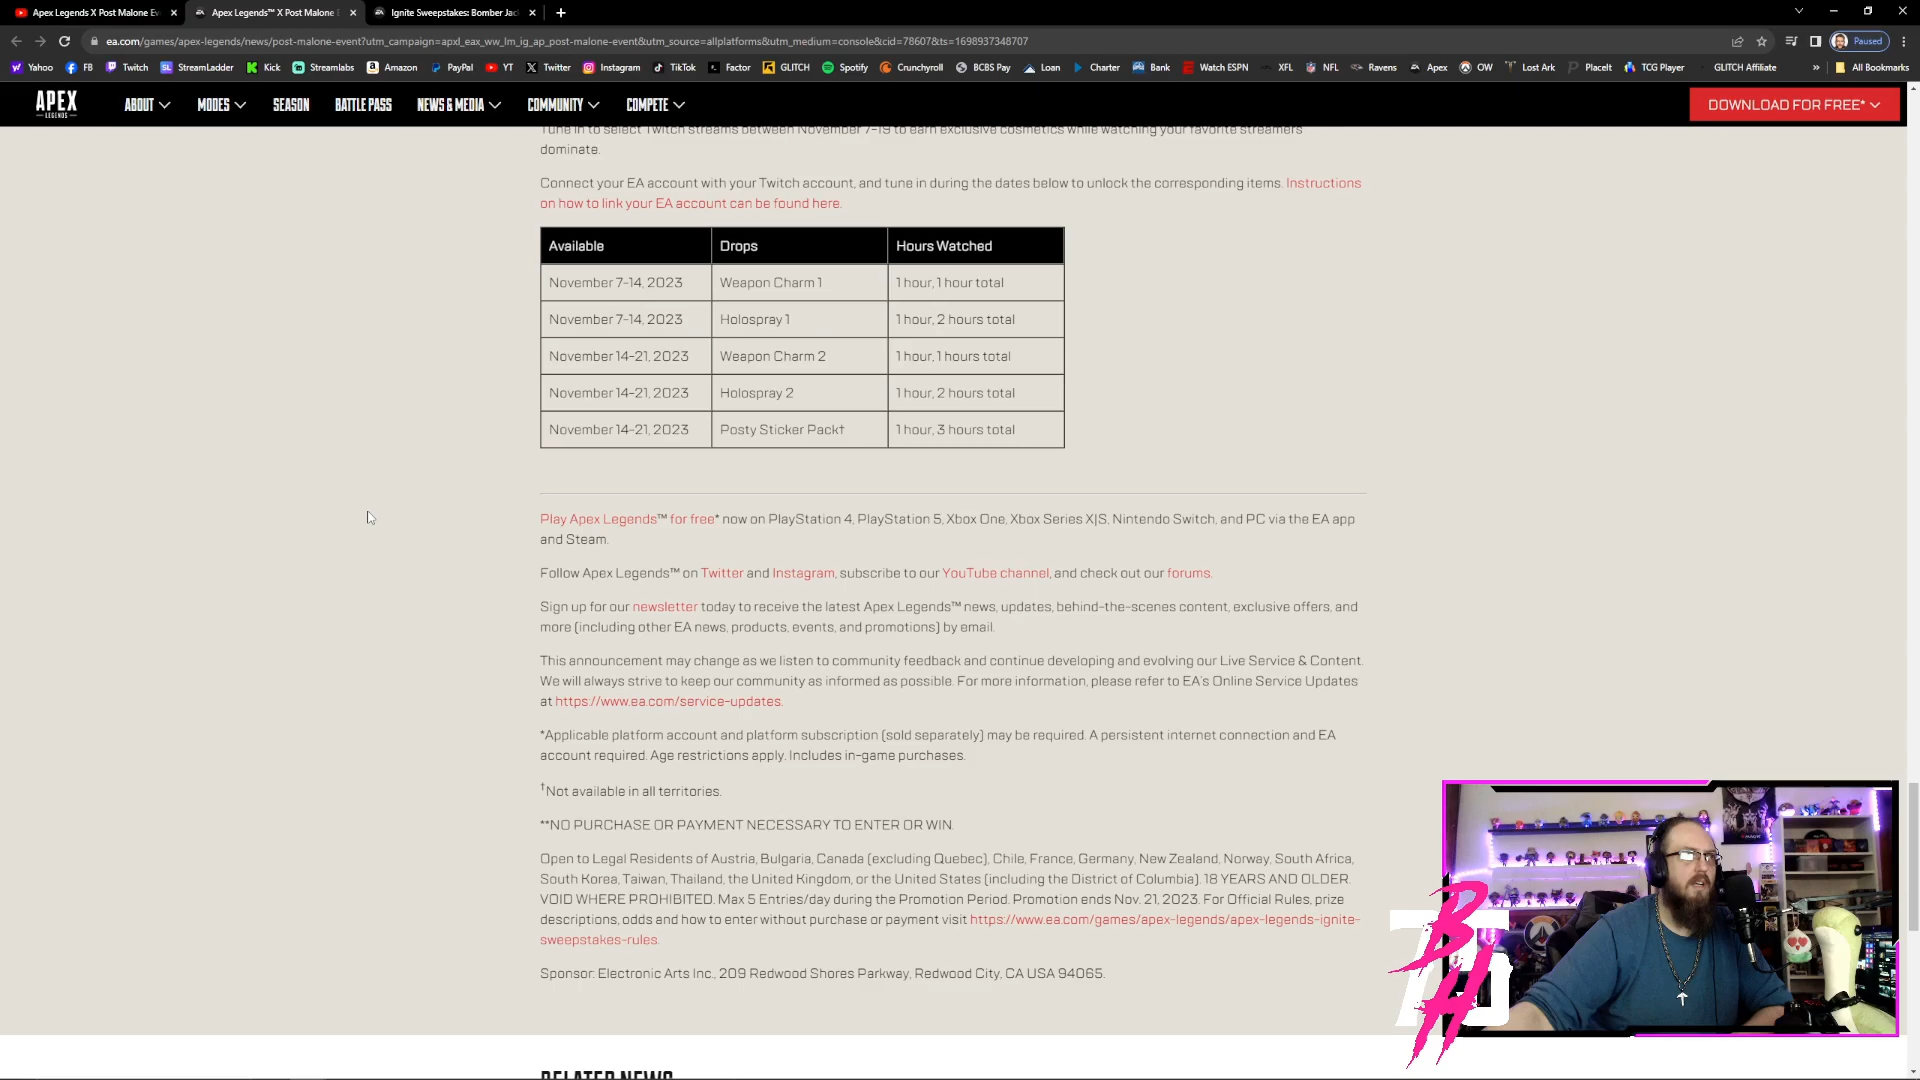 Apex Legends X Post Malone Ev
Apex Legends™ X Post Malone E
Ignite Sweepstakes: Bomber Jac
ea.com/games/apex-legends/news/post-malone-event?utm_campaign=apxl_eax_ww_lm_ig_ap_post-malone-event&utm_source=allplatforms&utm_medium=console&cid=78607&ts=1698937348707
Paused
Yahoo FB Twitch StreamLadder Kick Streamlabs Amazon PayPal YT Twitter Instagram TikTok Factor GLITCH Spotify Crunchyroll BCBS Pay Loan Charter Bank Watch ESPN XFL NFL Ravens Apex OW Lost Ark PlaceIt TCG Player GLITCH Affiliate » All Bookmarks
APEX
LEGENDS
ABOUT MODES SEASON BATTLE PASS NEWS & MEDIA COMMUNITY COMPETE DOWNLOAD FOR FREE*
Tune in to select Twitch streams between November 7-19 to earn exclusive cosmetics while watching your favorite streamers
dominate.
Connect your EA account with your Twitch account, and tune in during the dates below to unlock the corresponding items. Instructions
on how to link your EA account can be found here.
Available Drops Hours Watched
November 7-14, 2023 Weapon Charm 1 1 hour, 1 hour total
November 7-14, 2023 Holospray 1 1 hour, 2 hours total
November 14-21, 2023 Weapon Charm 2 1 hour, 1 hours total
November 14-21, 2023 Holospray 2 1 hour, 2 hours total
November 14-21, 2023 Posty Sticker Pack† 1 hour, 3 hours total
Play Apex Legends™ for free* now on PlayStation 4, PlayStation 5, Xbox One, Xbox Series X|S, Nintendo Switch, and PC via the EA app
and Steam.
Follow Apex Legends™ on Twitter and Instagram, subscribe to our YouTube channel, and check out our forums.
Sign up for our newsletter today to receive the latest Apex Legends™ news, updates, behind-the-scenes content, exclusive offers, and
more (including other EA news, products, events, and promotions) by email.
This announcement may change as we listen to community feedback and continue developing and evolving our Live Service & Content.
We will always strive to keep our community as informed as possible. For more information, please refer to EA's Online Service Updates
at https://www.ea.com/service-updates.
*Applicable platform account and platform subscription (sold separately) may be required. A persistent internet connection and EA
account required. Age restrictions apply. Includes in-game purchases.
†Not available in all territories.
**NO PURCHASE OR PAYMENT NECESSARY TO ENTER OR WIN.
Open to Legal Residents of Austria, Bulgaria, Canada (excluding Quebec), Chile, France, Germany, New Zealand, Norway, South Africa,
South Korea, Taiwan, Thailand, the United Kingdom, or the United States (including the District of Columbia). 18 YEARS AND OLDER.
VOID WHERE PROHIBITED. Max 5 Entries/day during the Promotion Period. Promotion ends Nov. 21, 2023. For Official Rules, prize
descriptions, odds and how to enter without purchase or payment visit https://www.ea.com/games/apex-legends/apex-legends-ignite-
sweepstakes-rules.
Sponsor: Electronic Arts Inc., 209 Redwood Shores Parkway, Redwood City, CA USA 94065.
RELATED NEWS